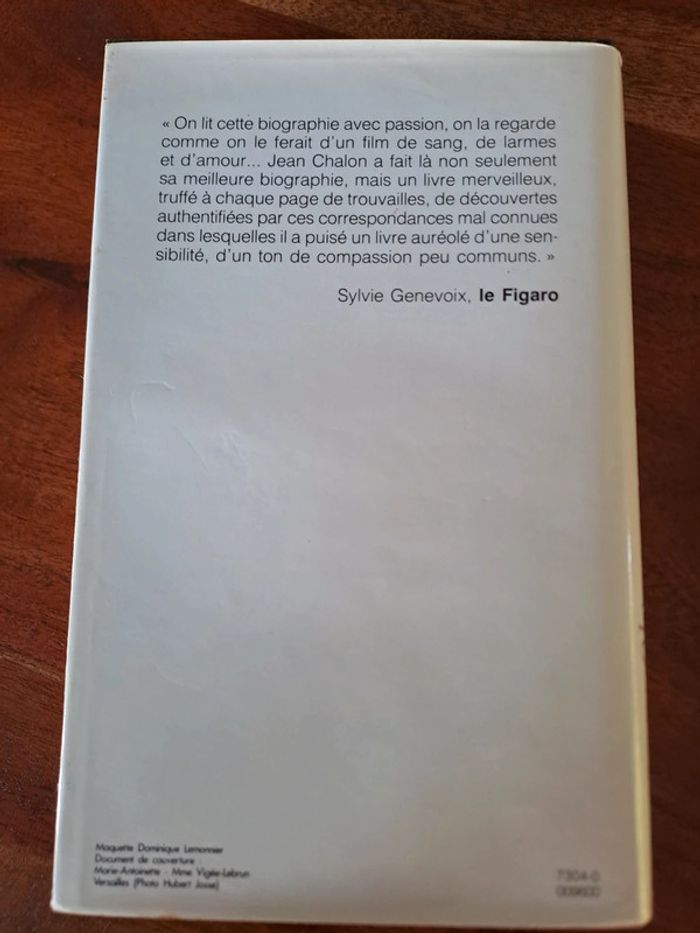 « On lit cette biographie avec passion, on la regarde
comme on le ferait d'un film de sang, de larmes
et d'amour... Jean Chalon a fait là non seulement
sa meilleure biographie, mais un livre merveilleux,
truffé à chaque page de trouvailles, de découvertes
authentifiées par ces correspondances mal connues
dans lesquelles il a puisé un livre auréolé d'une sen-
sibilité, d'un ton de compassion peu communs. »
Sylvie Genevoix, le Figaro
Maquette Dominique Lemonnier
Document de couverture :
Marie-Antoinette - Mme Vigée-Lebrun
Versailles (Photo Hubert Josse)
7304-0